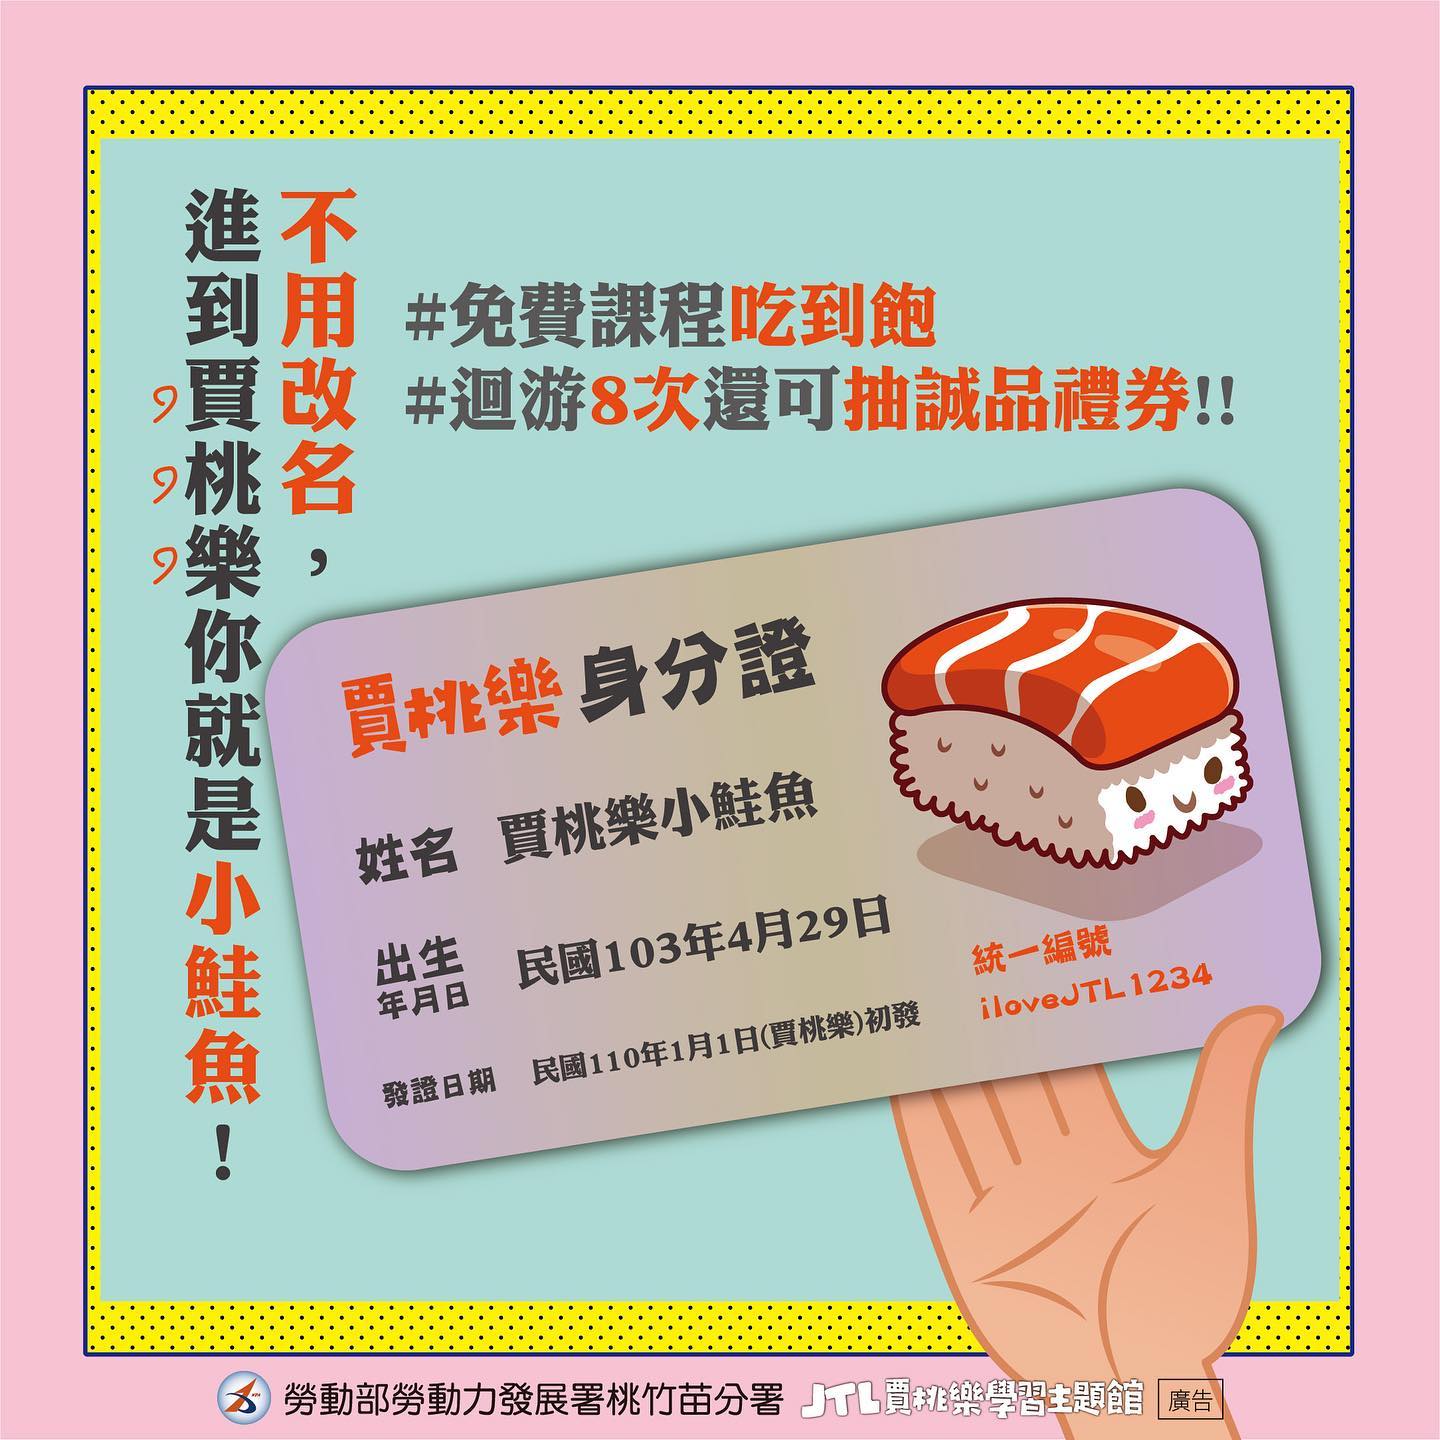 不用改名，
進到賈桃樂你就是小鮭魚！
#免費課程吃到飽
#迴游8次還可抽誠品禮券!!
賈桃樂身分證
姓名 賈桃樂小鮭魚
出生年月日 民國103年4月29日
發證日期 民國110年1月1日(賈桃樂)初發
統一編號
iloveJTL1234
勞動部勞動力發展署桃竹苗分署 JTL賈桃樂學習主題館 廣告